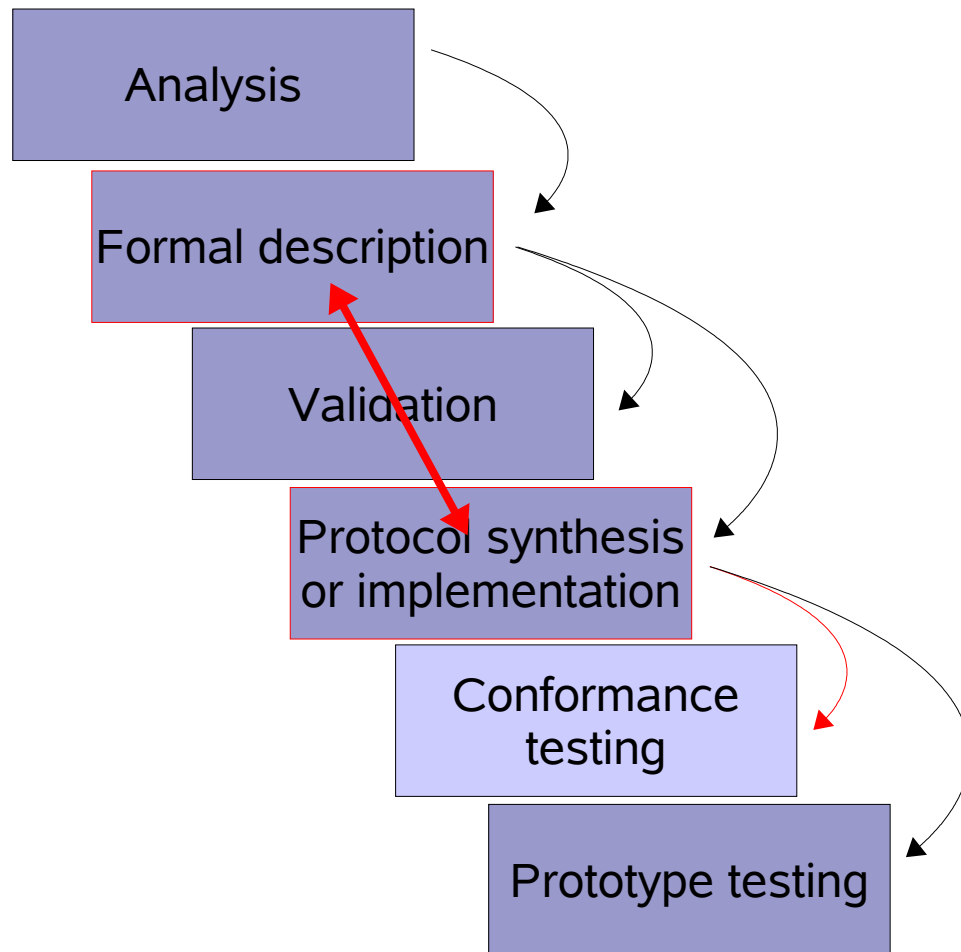 Analysis
Formal description
Validation
Protocol synthesis
or implementation
Conformance
testing
Prototype testing